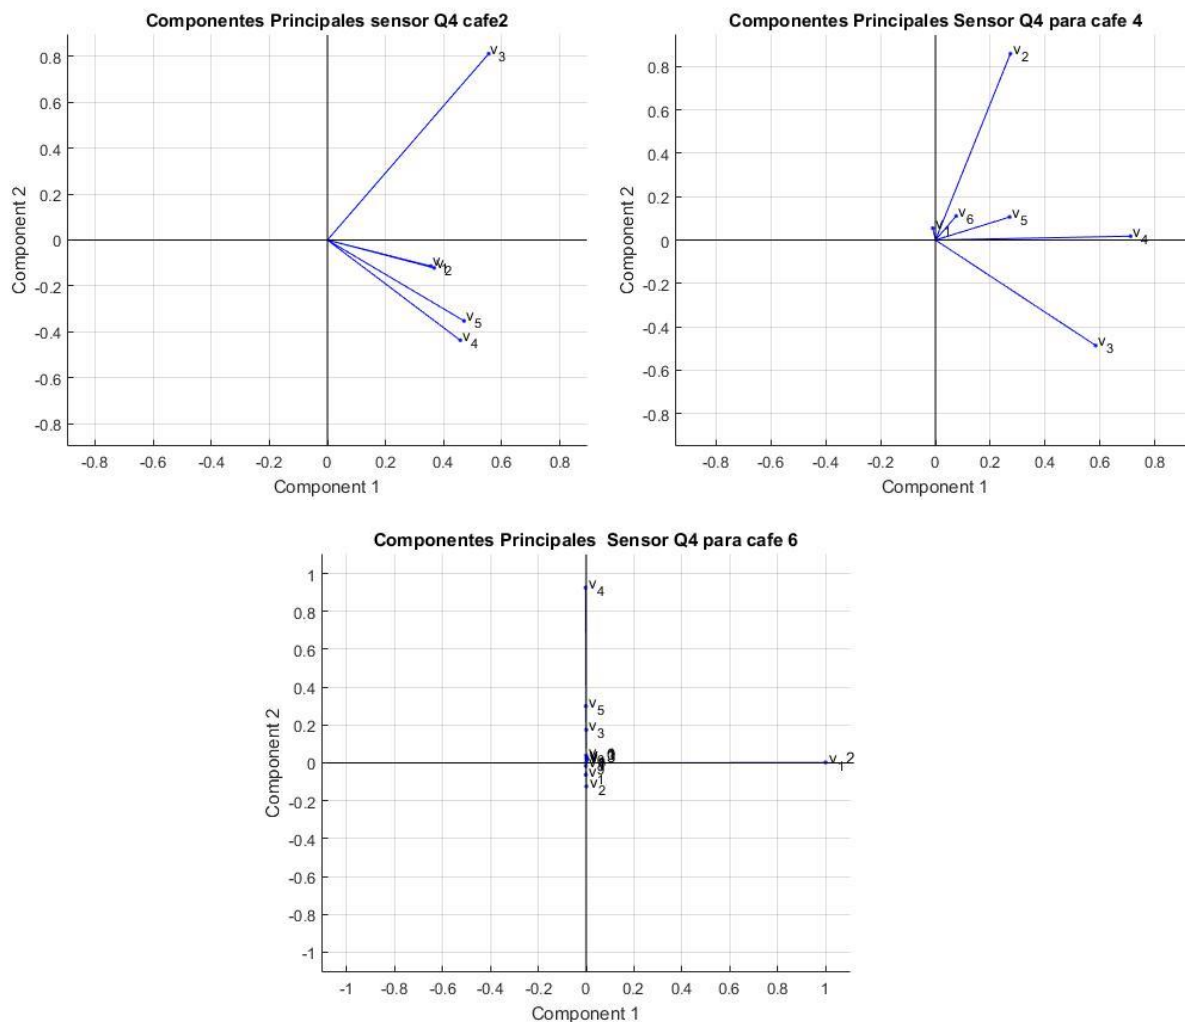 Componentes Principales sensor Q4 cafe2
0.8
0.6
0.4
0.2
0
-0.2
-0.4
-0.6
-0.8
Component 2
v3
v2
v5
v4
-0.8 -0.6 -0.4 -0.2 0 0.2 0.4 0.6 0.8
Component 1
Componentes Principales Sensor Q4 para cafe 4
0.8
0.6
0.4
0.2
0
-0.2
-0.4
-0.6
-0.8
Component 2
v2
v6
v5
v1
v4
v3
-0.8 -0.6 -0.4 -0.2 0 0.2 0.4 0.6 0.8
Component 1
Componentes Principales  Sensor Q4 para cafe 6
1
0.8
0.6
0.4
0.2
0
-0.2
-0.4
-0.6
-0.8
-1
Component 2
v4
v5
v3
v12
v1
v2
-1 -0.8 -0.6 -0.4 -0.2 0 0.2 0.4 0.6 0.8 1
Component 1